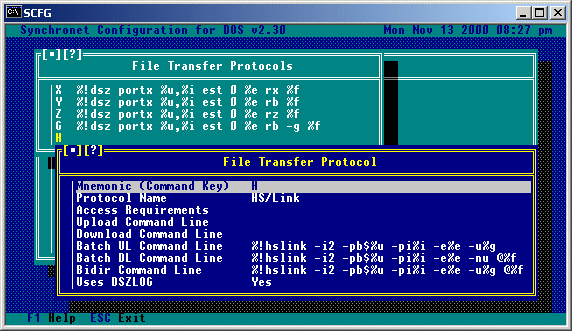 SCFG
Synchronet Configuration for DOS v2.30 Mon Nov 13 2000 08:27 pm
[■][?]
File Transfer Protocols
X %!dsz portx %u,%i est 0 %e rx %f
Y %!dsz portx %u,%i est 0 %e rb %f
Z %!dsz portx %u,%i est 0 %e rz %f
G %!dsz portx %u,%i est 0 %e rb -g %f
H
[■][?]
File Transfer Protocol
Mnemonic (Command Key) H
Protocol Name HS/Link
Access Requirements
Upload Command Line
Download Command Line
Batch UL Command Line %!hslink -i2 -pb$%u -pi%i -e%e -u%g
Batch DL Command Line %!hslink -i2 -pb$%u -pi%i -e%e -nu @%f
Bidir Command Line %!hslink -i2 -pb$%u -pi%i -e%e -u%g @%f
Uses DSZLOG Yes
F1 Help ESC Exit